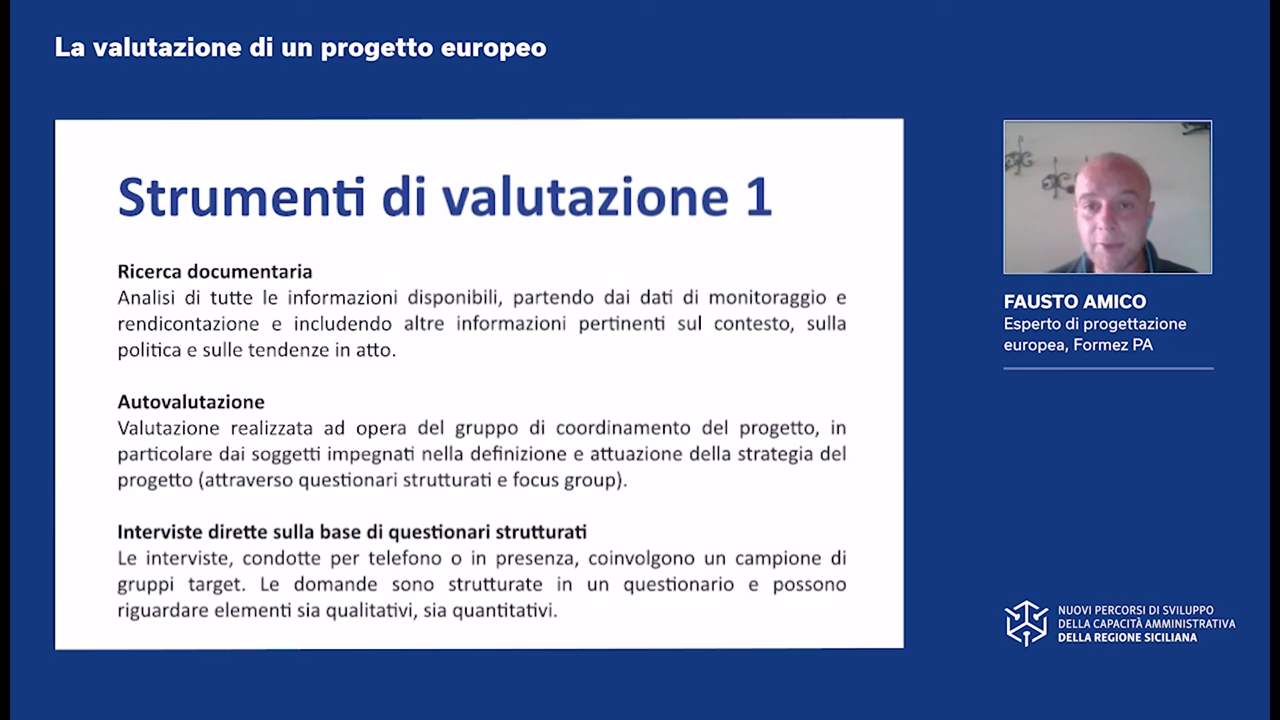 La valutazione di un progetto europeo
Strumenti di valutazione 1
Ricerca documentaria
Analisi di tutte le informazioni disponibili, partendo dai dati di monitoraggio e
rendicontazione e includendo altre informazioni pertinenti sul contesto, sulla
politica e sulle tendenze in atto.
Autovalutazione
Valutazione realizzata ad opera del gruppo di coordinamento del progetto, in
particolare dai soggetti impegnati nella definizione e attuazione della strategia del
progetto (attraverso questionari strutturati e focus group).
Interviste dirette sulla base di questionari strutturati
Le interviste, condotte per telefono o in presenza, coinvolgono un campione di
gruppi target. Le domande sono strutturate in un questionario e possono
riguardare elementi sia qualitativi, sia quantitativi.
FAUSTO AMICO
Esperto di progettazione
europea, Formez PA
NUOVI PERCORSI DI SVILUPPO
DELLA CAPACITÀ AMMINISTRATIVA
DELLA REGIONE SICILIANA